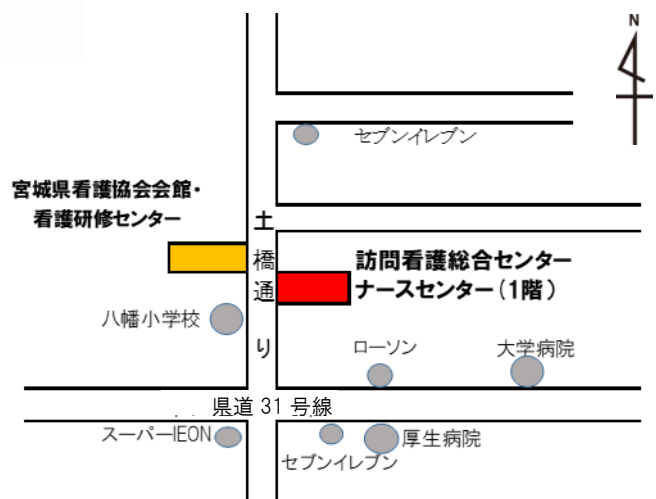 N
セブンイレブン
宮城県看護協会会館・
看護研修センター
土橋通り
訪問看護総合センター
ナースセンター(1階)
八幡小学校
ローソン
大学病院
県道 31 号線
スーパーIEON
厚生病院
セブンイレブン